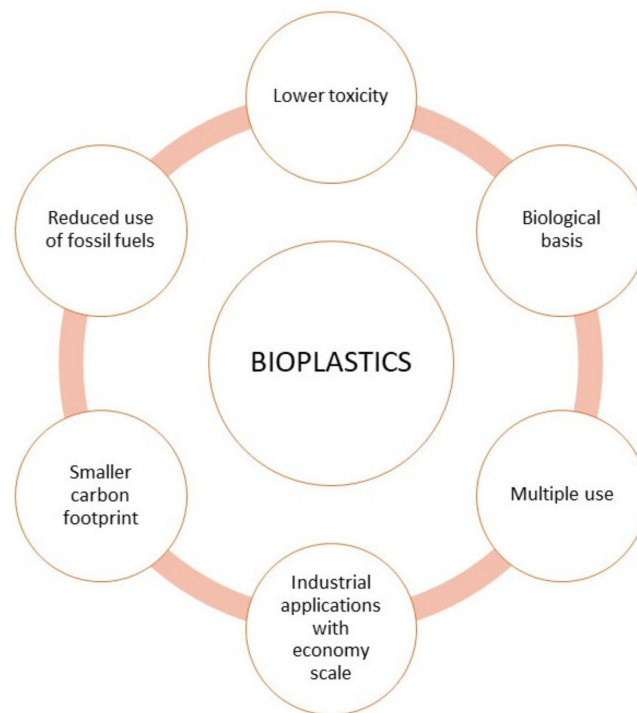 Lower toxicity
Biological
basis
Multiple use
Industrial
applications
with
economy
scale
Smaller
carbon
footprint
Reduced use
of fossil fuels
BIOPLASTICS